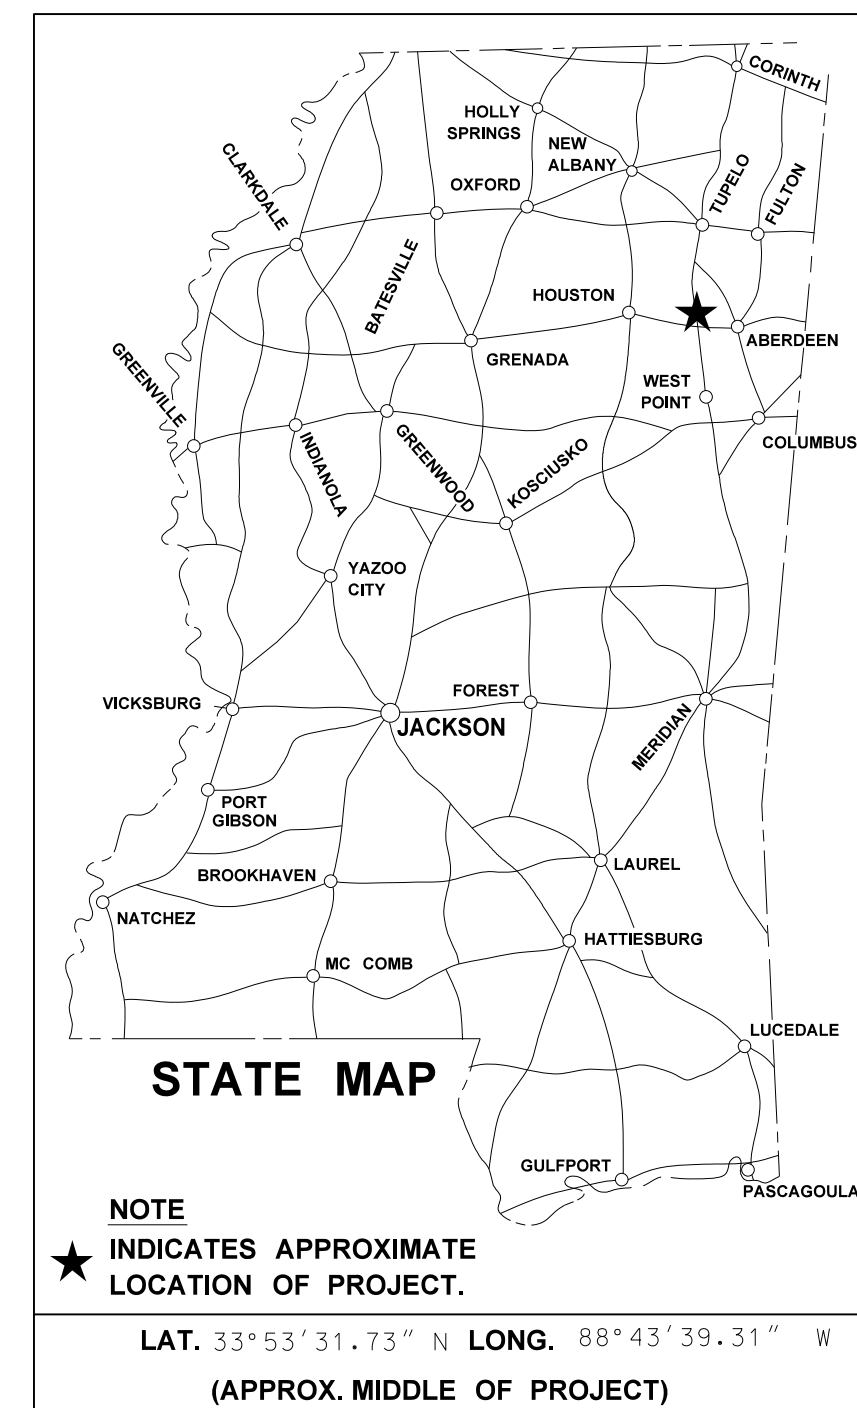 CORINTH
HOLLY
SPRINGS
NEW
ALBANY
CLARKDALE
OXFORD
TUPELO
FULTON
BATESVILLE
HOUSTON
ABERDEEN
GREENVILLE
GRENADA
WEST
POINT
COLUMBUS
INDIANOLA
GREENWOOD
KOSCIUSKO
YAZOO
CITY
VICKSBURG
FOREST
JACKSON
MERIDIAN
PORT
GIBSON
BROOKHAVEN
LAUREL
NATCHEZ
HATTIESBURG
MC COMB
LUCEDALE
STATE MAP
GULFPORT
PASCAGOULA
NOTE
INDICATES APPROXIMATE
LOCATION OF PROJECT.
LAT. 33°53'31.73" N LONG. 88°43'39.31" W
(APPROX. MIDDLE OF PROJECT)